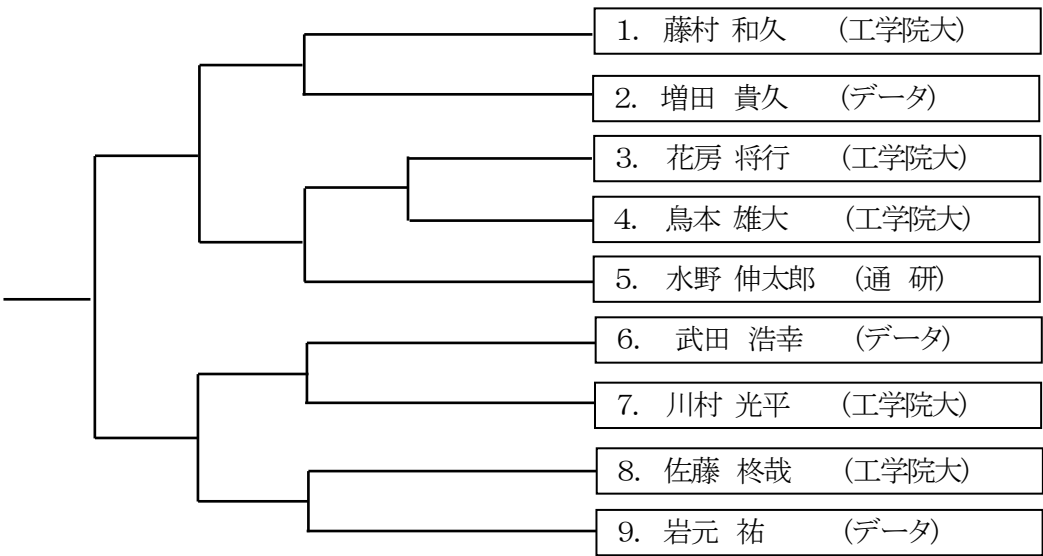 1. 藤村 和久 (工学院大)
2. 増田 貴久 (データ)
3. 花房 将行 (工学院大)
4. 鳥本 雄大 (工学院大)
5. 水野 伸太郎 (通 研)
6. 武田 浩幸 (データ)
7. 川村 光平 (工学院大)
8. 佐藤 柊哉 (工学院大)
9. 岩元 祐 (データ)